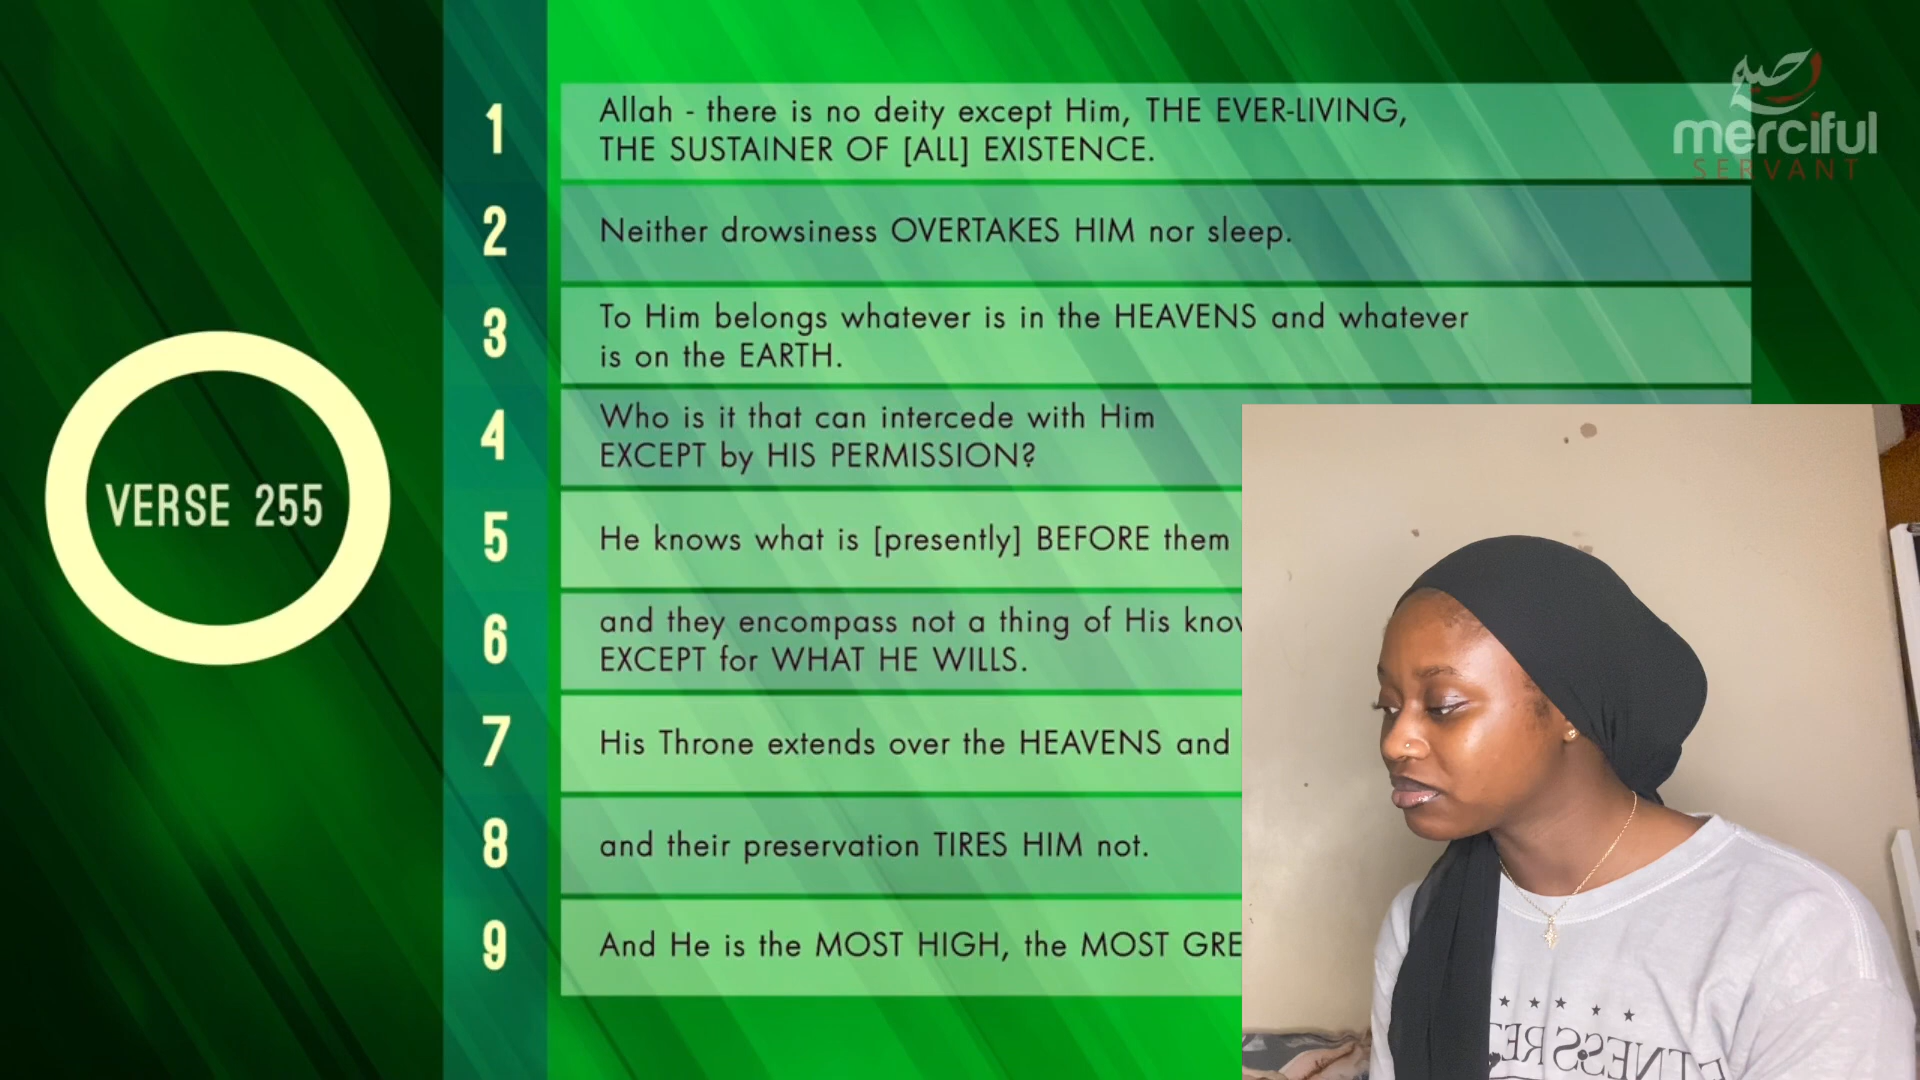 رحيم
merciful
SERVANT
VERSE 255
1
Allah - there is no deity except Him, THE EVER-LIVING,
THE SUSTAINER OF [ALL] EXISTENCE.
2
Neither drowsiness OVERTAKES HIM nor sleep.
3
To Him belongs whatever is in the HEAVENS and whatever
is on the EARTH.
4
Who is it that can intercede with Him
EXCEPT by HIS PERMISSION?
5
He knows what is [presently] BEFORE them
6
and they encompass not a thing of His
EXCEPT for WHAT HE WILLS.
7
His Throne extends over the HEAVENS and
8
and their preservation TIRES HIM not.
9
And He is the MOST HIGH, the MOST
★ ★ ★ ★ ★